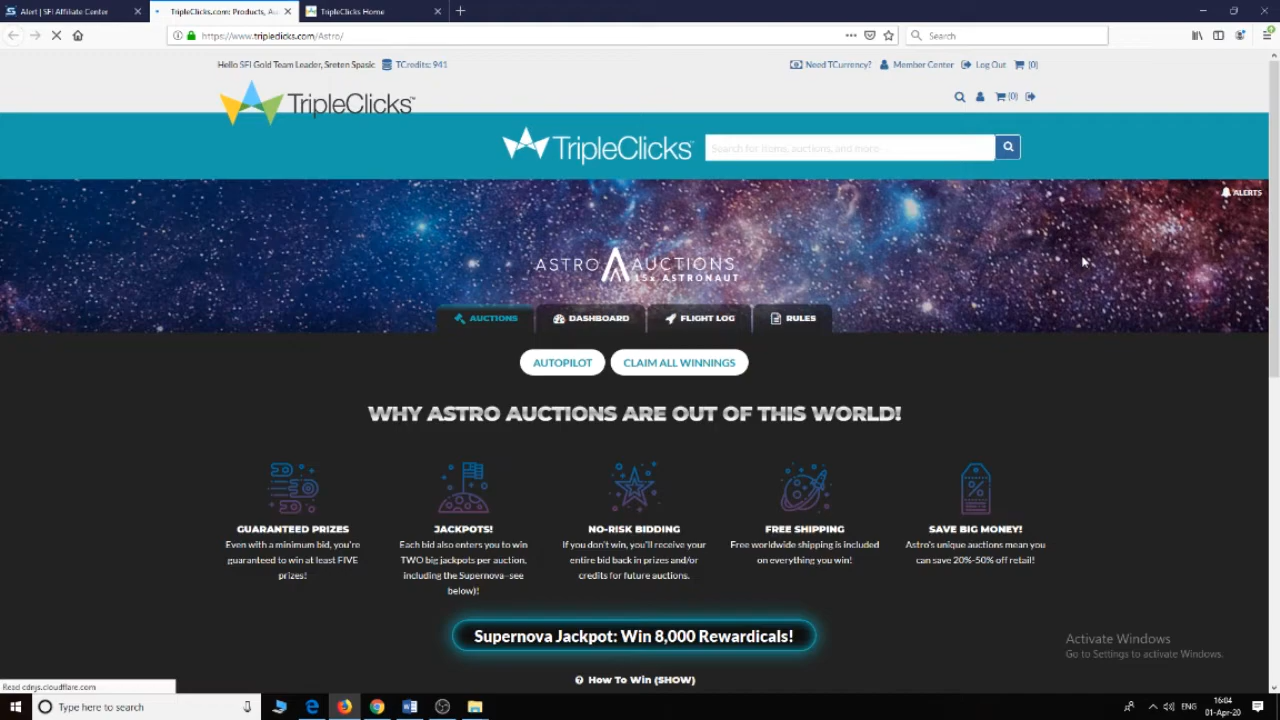 Alert | SFI Affiliate Center
TripleClicks.com: Products, Au
TripleClicks Home
https://www.tripleclicks.com/Astro/
Search
Hello SFI Gold Team Leader, Sreten Spasic
TCredits: 941
Need TCurrency?
Member Center
Log Out
(0)
TripleClicks
(0)
TripleClicks
Search for items, auctions, and more ...
ALERTS
ASTRO AUCTIONS
15x ASTRONAUT
AUCTIONS
DASHBOARD
FLIGHT LOG
RULES
AUTOPILOT
CLAIM ALL WINNINGS
WHY ASTRO AUCTIONS ARE OUT OF THIS WORLD!
GUARANTEED PRIZES
Even with a minimum bid, you're
guaranteed to win at least FIVE
prizes!
JACKPOTS!
Each bid also enters you to win
TWO big jackpots per auction,
including the Supernova--see
below)!
NO-RISK BIDDING
If you don't win, you'll receive your
entire bid back in prizes and/or
credits for future auctions.
FREE SHIPPING
Free worldwide shipping is included
on everything you win!
SAVE BIG MONEY!
Astro's unique auctions mean you
can save 20%-50% off retail!
Supernova Jackpot: Win 8,000 Rewardicals!
How To Win (SHOW)
Activate Windows
Go to Settings to activate Windows.
Read cdnjs.cloudflare.com
Type here to search
ENG
16:04
01-Apr-20